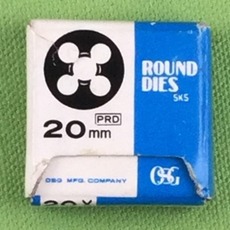 ROUND
DIES
SKS
PRD
20mm
OSG MFG. COMPANY
OSG